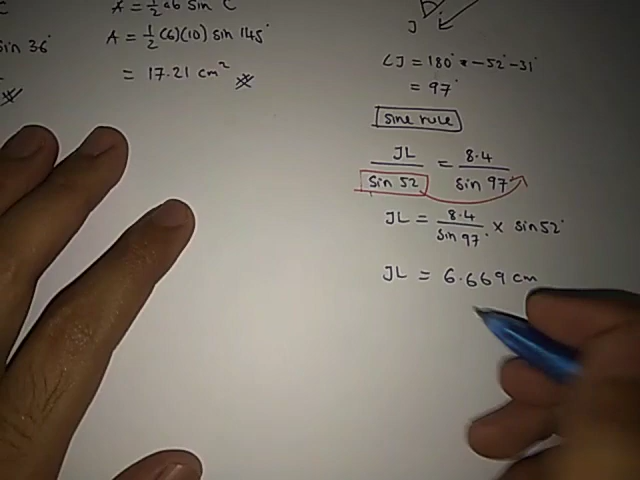 C
sin 36°
A = ½ ab sin C
A = ½ (6)(10) sin 145°
= 17.21 cm²
J
∠J = 180° - 52° - 31°
= 97°
sine rule
JL / sin 52 = 8.4 / sin 97°
JL = 8.4 / sin 97° × sin 52°
JL = 6.669 cm